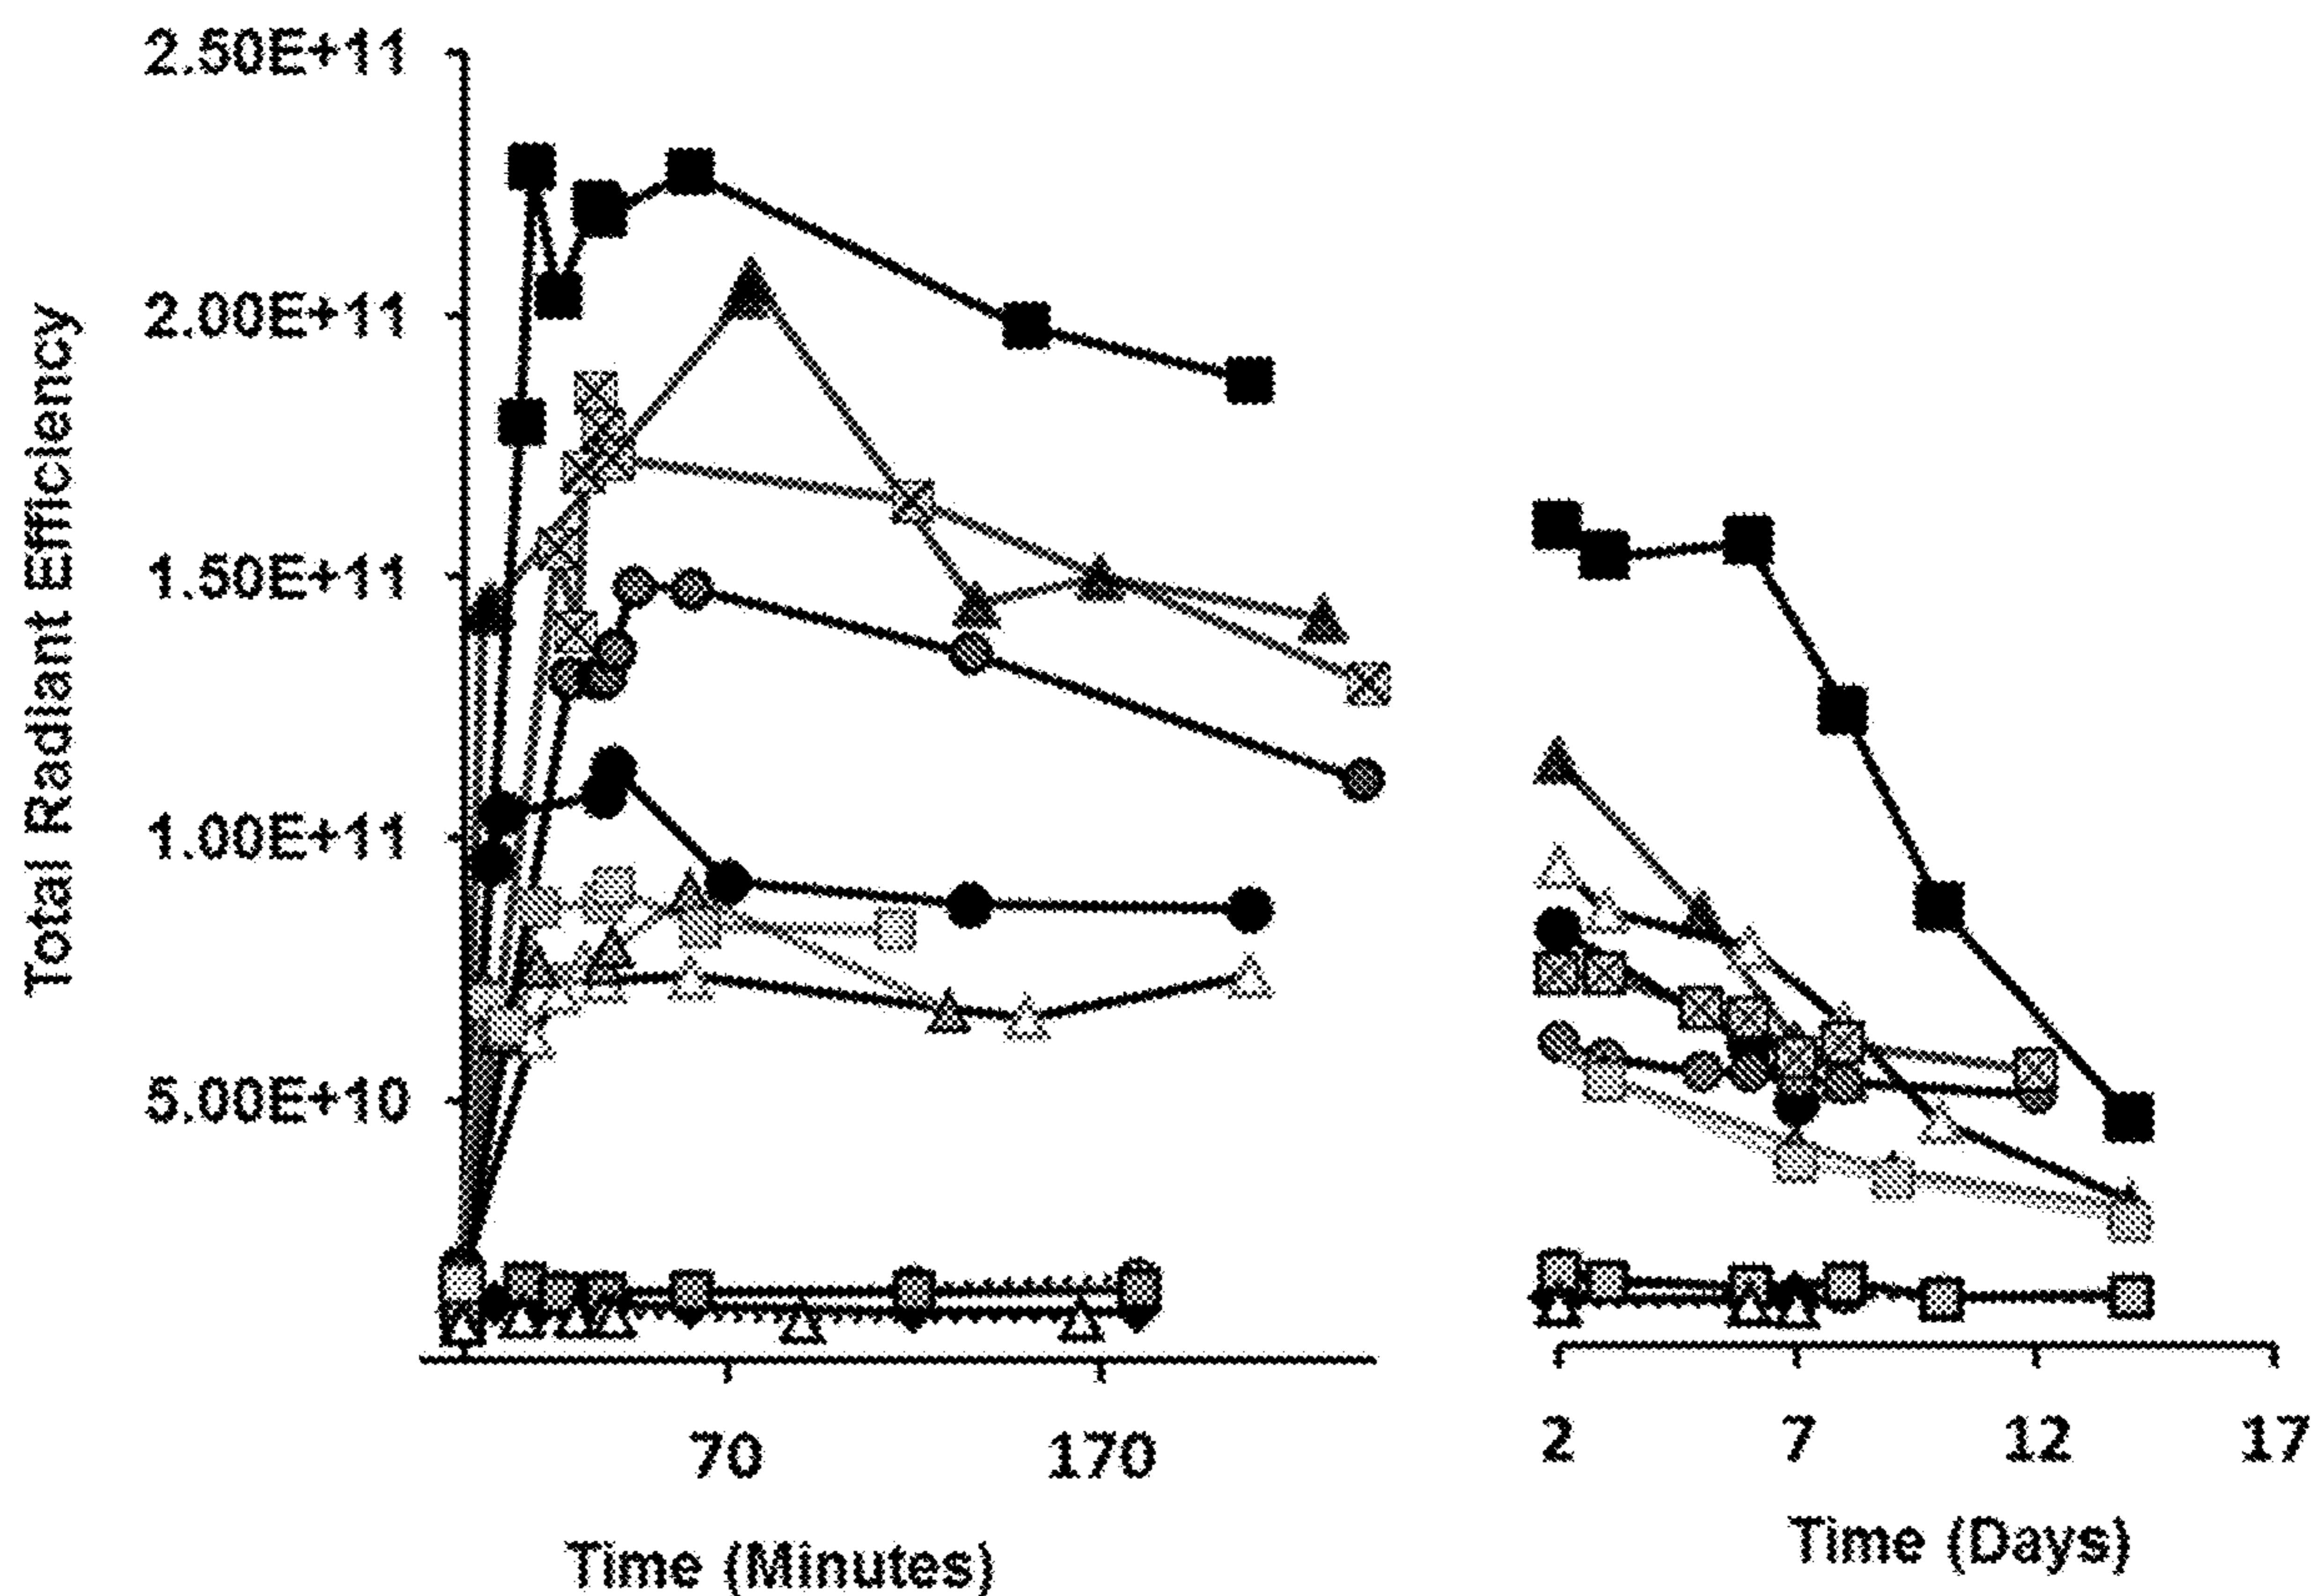 Total Radiant Efficiency
2.50E+11
2.00E+11
1.50E+11
1.00E+11
5.00E+10
70 170
Time (Minutes)
2 7 12 17
Time (Days)